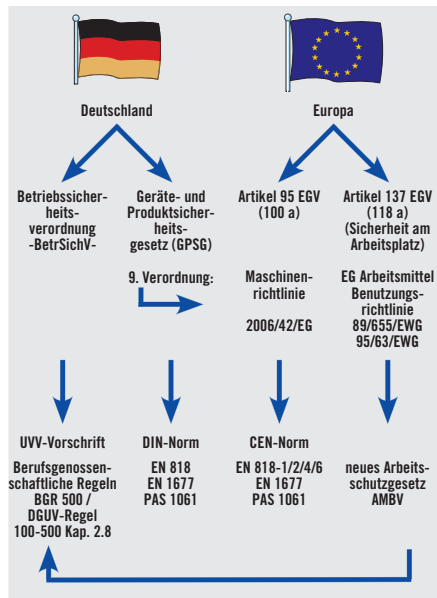 Deutschland
Europa
Betriebssicher-
heits-
verordnung
-BetrSichV-
Geräte- und
Produktsicher-
heits-
gesetz (GPSG)
9. Verordnung:
Artikel 95 EGV
(100 a)
Maschinen-
richtlinie
2006/42/EG
Artikel 137 EGV
(118 a)
(Sicherheit am
Arbeitsplatz)
EG Arbeitsmittel
Benutzungs-
richtlinie
89/655/EWG
95/63/EWG
UVV-Vorschrift
Berufsgenossen-
schaftliche Regeln
BGR 500 /
DGUV-Regel
100-500 Kap. 2.8
DIN-Norm
EN 818
EN 1677
PAS 1061
CEN-Norm
EN 818-1/2/4/6
EN 1677
PAS 1061
neues Arbeits-
schutzgesetz
AMBV